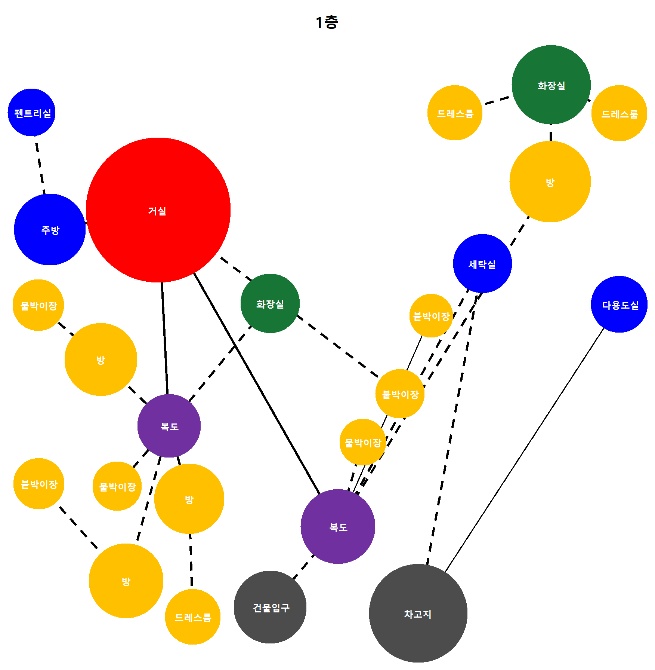 1층
화장실
드레스룸
드레스룸
팬트리실
방
거실
주방
세탁실
붙박이장
화장실
다용도실
붙박이장
방
붙박이장
복도
붙박이장
붙박이장
붙박이장
방
복도
방
건물입구
차고지
드레스룸